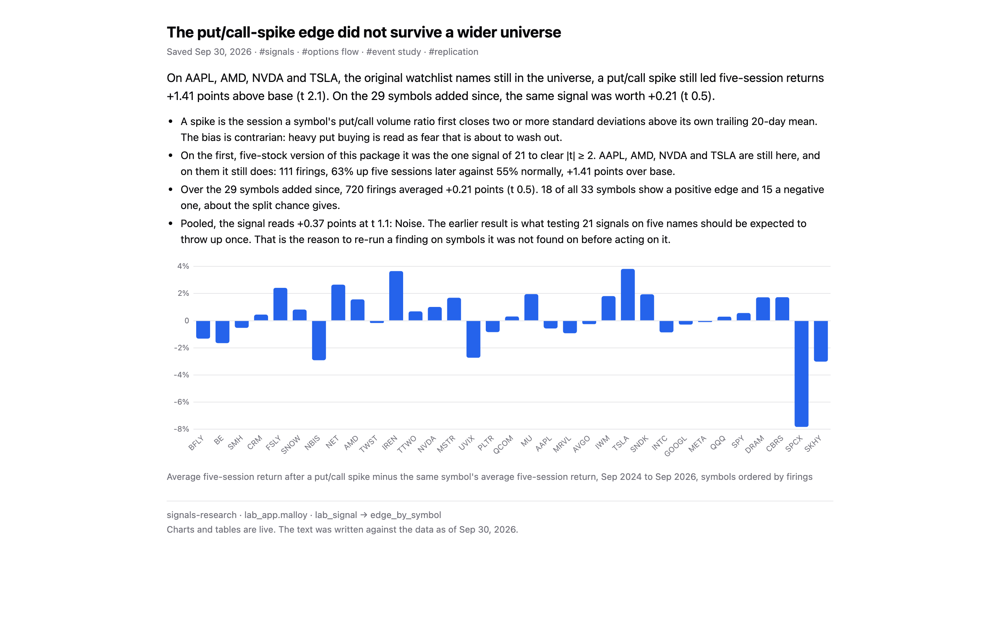 The put/call-spike edge did not survive a wider universe
Saved Sep 30, 2026 · #signals · #options flow · #event study · #replication
On AAPL, AMD, NVDA and TSLA, the original watchlist names still in the universe, a put/call spike still led five-session returns
+1.41 points above base (t 2.1). On the 29 symbols added since, the same signal was worth +0.21 (t 0.5).
• A spike is the session a symbol's put/call volume ratio first closes two or more standard deviations above its own trailing 20-day mean.
The bias is contrarian: heavy put buying is read as fear that is about to wash out.
• On the first, five-stock version of this package it was the one signal of 21 to clear |t| ≥ 2. AAPL, AMD, NVDA and TSLA are still here, and
on them it still does: 111 firings, 63% up five sessions later against 55% normally, +1.41 points over base.
• Over the 29 symbols added since, 720 firings averaged +0.21 points (t 0.5). 18 of all 33 symbols show a positive edge and 15 a negative
one, about the split chance gives.
• Pooled, the signal reads +0.37 points at t 1.1: Noise. The earlier result is what testing 21 signals on five names should be expected to
throw up once. That is the reason to re-run a finding on symbols it was not found on before acting on it.
4%
2%
0
-2%
-4%
-6%
-8%
BFLY BE SMH CRM FSLY SNOW NBIS NET AMD TWST IREN TTWO NVDA MSTR UVIX PLTR QCOM MU AAPL MRVL AVGO IWM TSLA SNDK INTC GOOGL META QQQ SPY DRAM CBRS SPCX SKHY
Average five-session return after a put/call spike minus the same symbol's average five-session return, Sep 2024 to Sep 2026, symbols ordered by firings
signals-research · lab_app.malloy · lab_signal → edge_by_symbol
Charts and tables are live. The text was written against the data as of Sep 30, 2026.